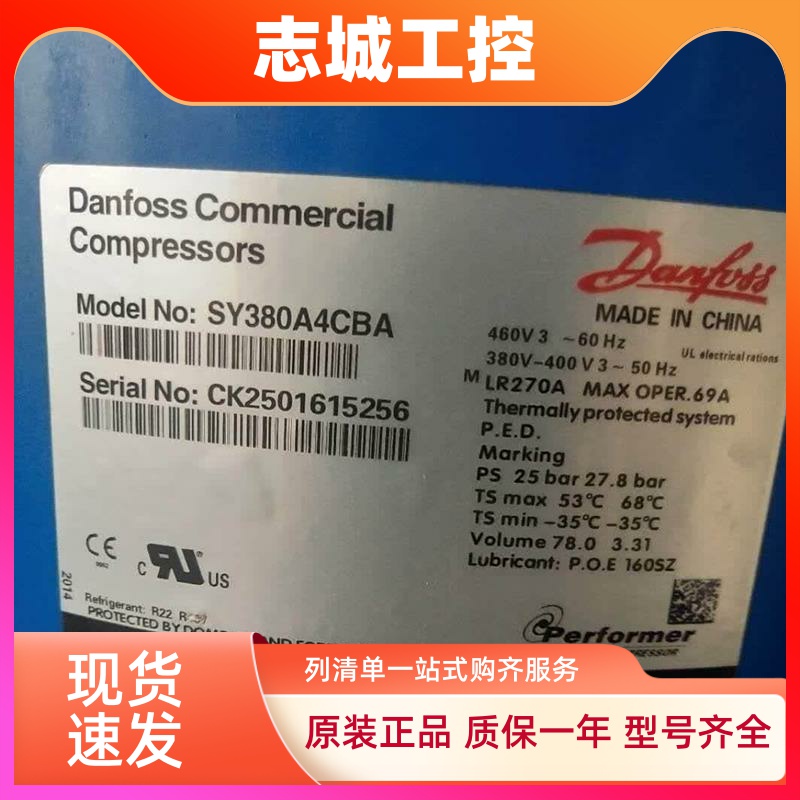 志城工控
Danfoss Commercial
Compressors
Danfoss
MADE IN CHINA
Model No: SY380A4CBA
Serial No: CK2501615256
460V 3 ~60 Hz
UL electrical rations
380V-400 V 3~ 50 Hz
M LR270A MAX OPER.69A
Thermally protected system
P.E.D.
Marking
PS 25 bar 27.8 bar
TS max 53℃ 68℃
TS min -35℃ -35℃
Volume 78.0 3.31
Lubricant: P.O.E 160SZ
CE
0062
c RU US
2014
Refrigerant: R22
PROTECTED BY
Performer
现货
速发
列清单一站式购齐服务
原装正品 质保一年 型号齐全